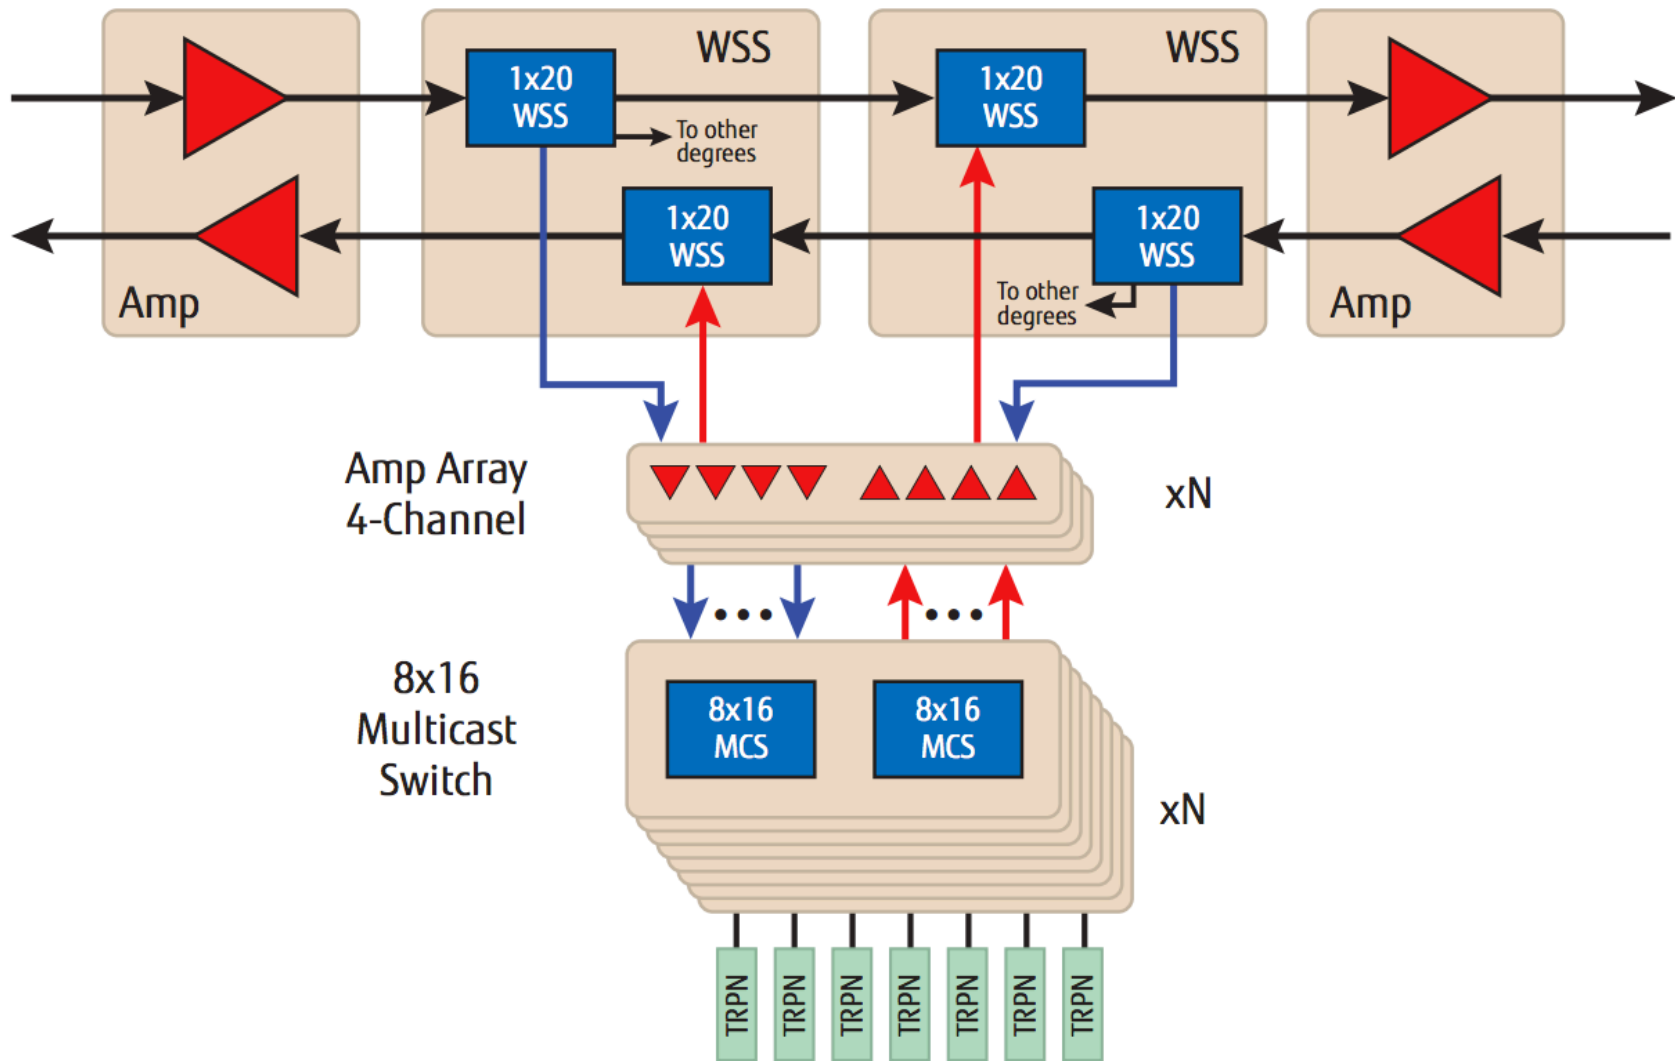 WSS
WSS
1x20
WSS
1x20
WSS
To other
degrees
1x20
WSS
1x20
WSS
To other
degrees
Amp
Amp
Amp Array
4-Channel
xN
8x16
Multicast
Switch
8x16
MCS
8x16
MCS
xN
TRPN
TRPN
TRPN
TRPN
TRPN
TRPN
TRPN